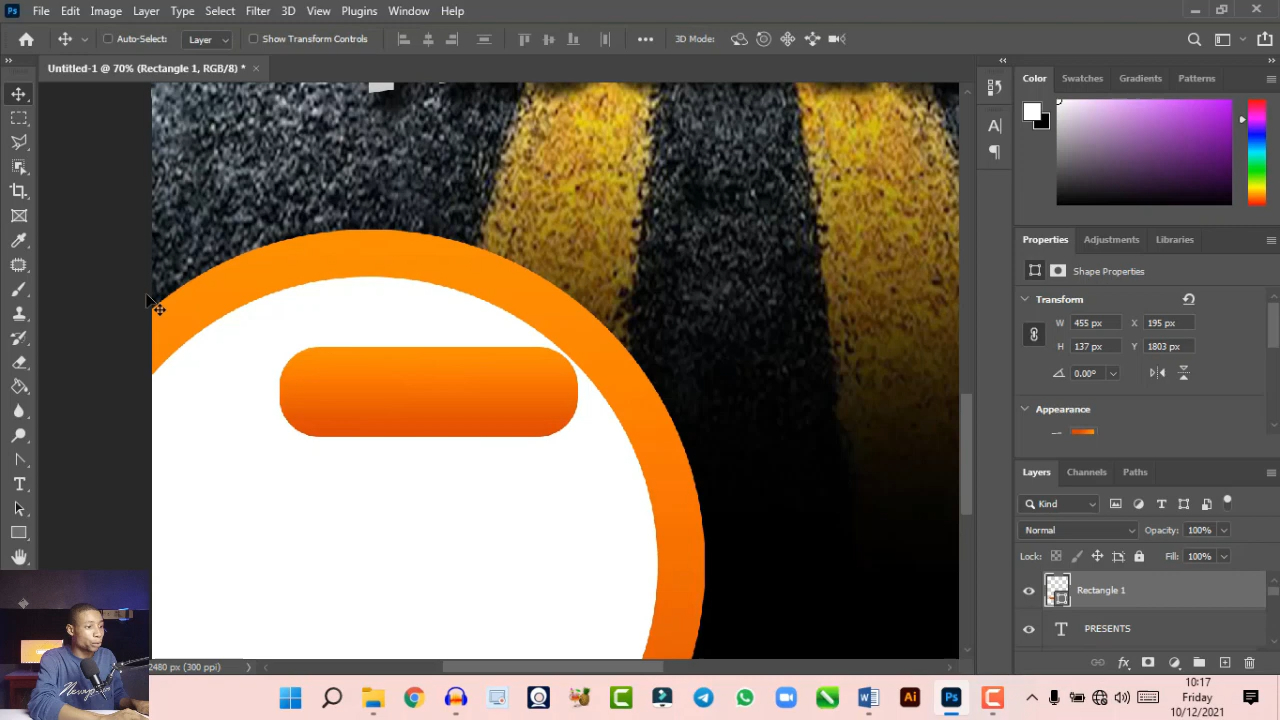 Ps File Edit Image Layer Type Select Filter 3D View Plugins Window Help
Auto-Select: Layer Show Transform Controls 3D Mode:
Untitled-1 @ 70% (Rectangle 1, RGB/8) *
Color Swatches Gradients Patterns
Properties Adjustments Libraries
Shape Properties
Transform
W 455 px X 195 px
H 137 px Y 1803 px
0.00°
Appearance
Layers Channels Paths
Kind
Normal Opacity: 100%
Lock: Fill: 100%
Rectangle 1
PRESENTS
2480 px (300 ppi)
10:17
Friday
10/12/2021